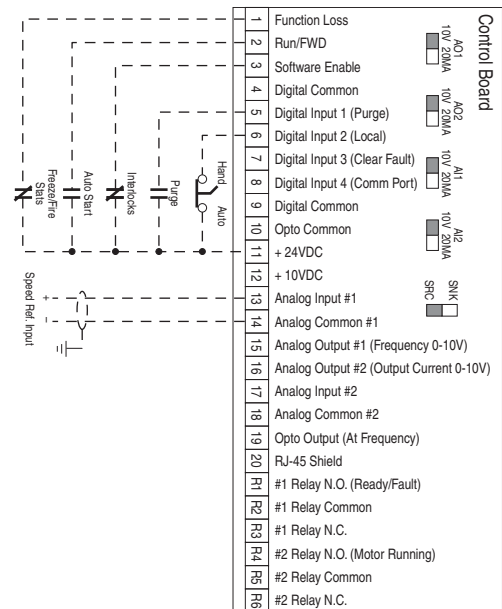 Control Board
1 Function Loss
2 Run/FWD
3 Software Enable
4 Digital Common
5 Digital Input 1 (Purge)
6 Digital Input 2 (Local)
7 Digital Input 3 (Clear Fault)
8 Digital Input 4 (Comm Port)
9 Digital Common
10 Opto Common
11 + 24VDC
12 + 10VDC
13 Analog Input #1
14 Analog Common #1
15 Analog Output #1 (Frequency 0-10V)
16 Analog Output #2 (Output Current 0-10V)
17 Analog Input #2
18 Analog Common #2
19 Opto Output (At Frequency)
20 RJ-45 Shield
R1 #1 Relay N.O. (Ready/Fault)
R2 #1 Relay Common
R3 #1 Relay N.C.
R4 #2 Relay N.O. (Motor Running)
R5 #2 Relay Common
R6 #2 Relay N.C.
AO1
10V 20MA
AO2
10V 20MA
AI1
10V 20MA
AI2
10V 20MA
SNK
SRC
Freeze/Fire
Stats
Auto Start
Interlocks
Purge
Hand
Auto
Speed Ref. Input
+
-